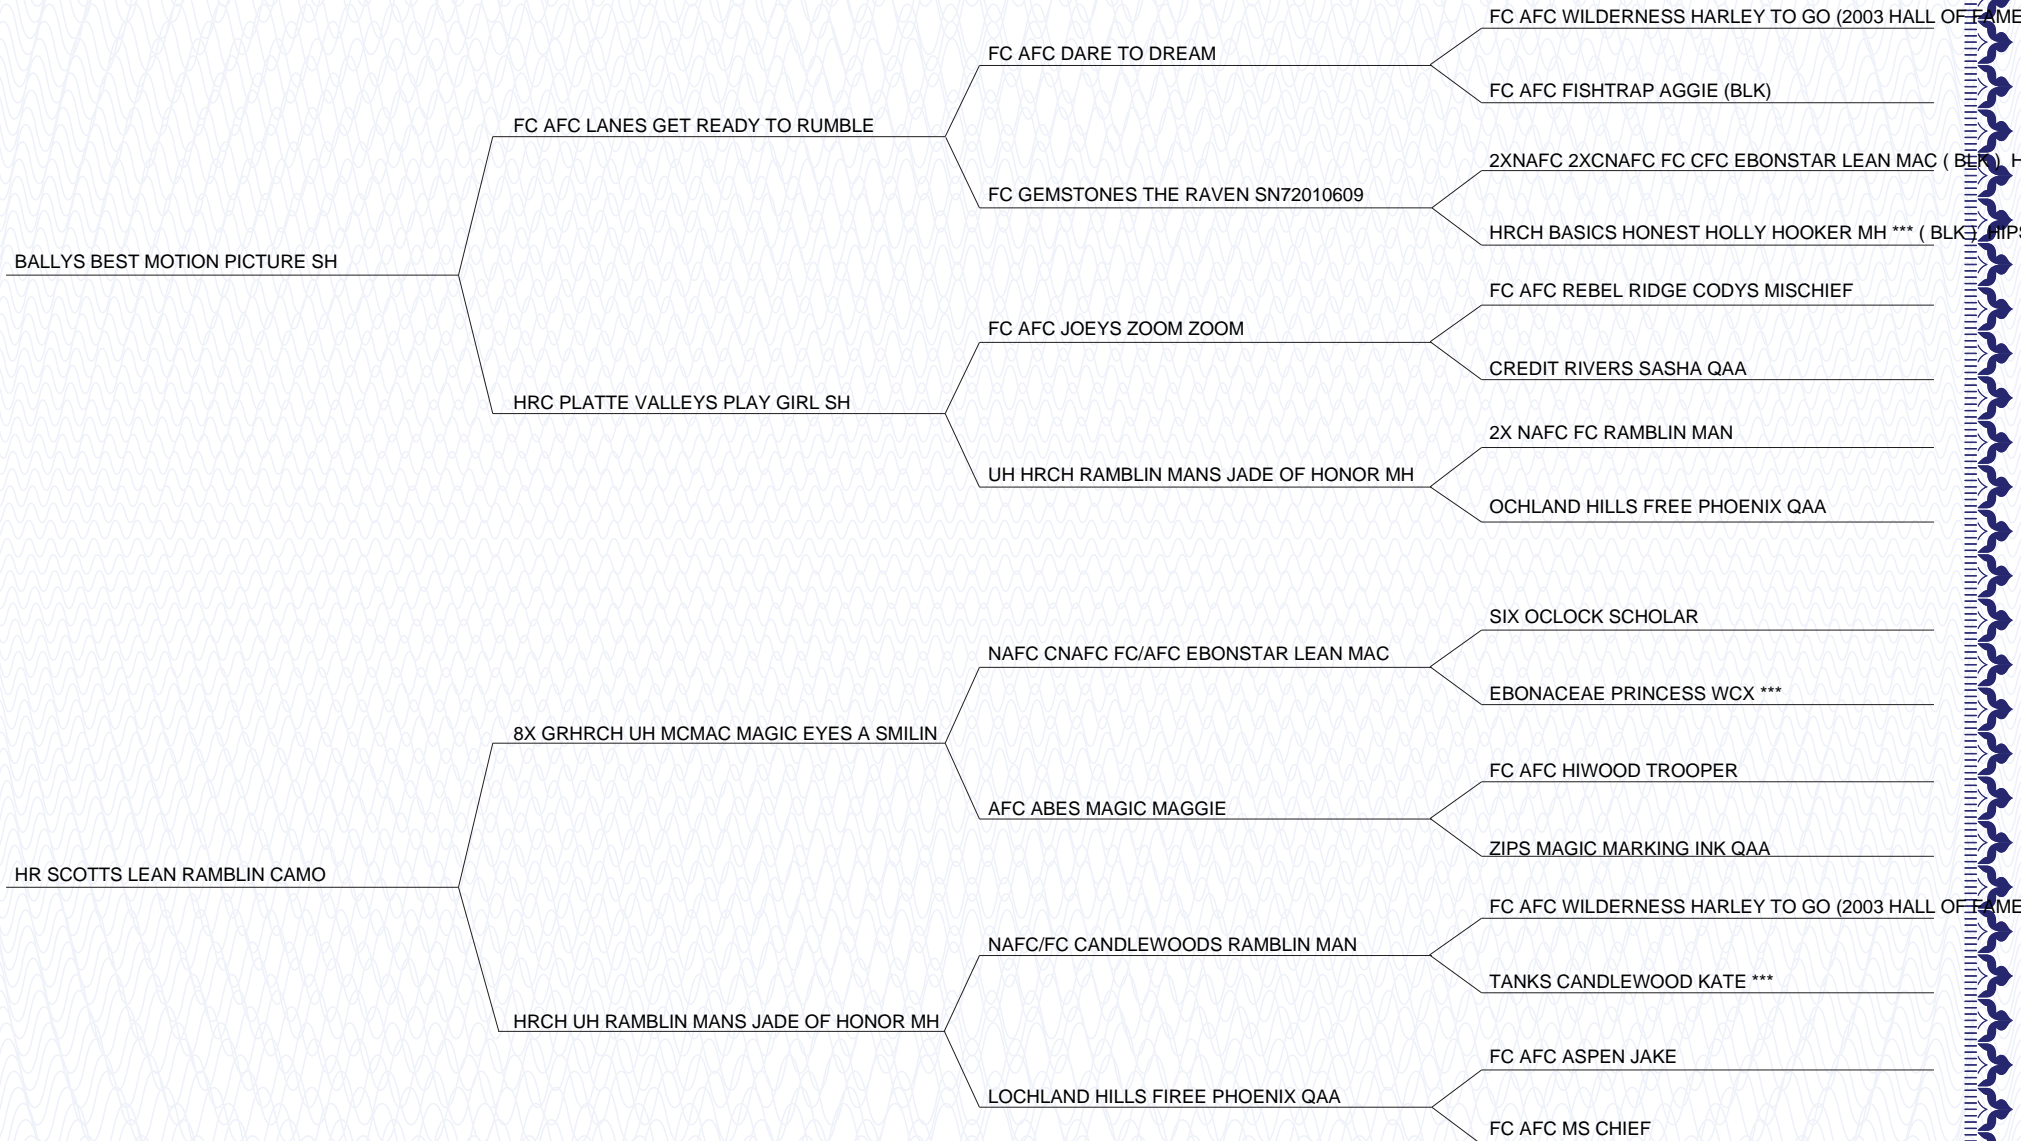 FC AFC WILDERNESS HARLEY TO GO (2003 HALL OF FAME
FC AFC DARE TO DREAM
FC AFC FISHTRAP AGGIE (BLK)
FC AFC LANES GET READY TO RUMBLE
2XNAFC 2XCNAFC FC CFC EBONSTAR LEAN MAC ( BLK ) H
FC GEMSTONES THE RAVEN SN72010609
HRCH BASICS HONEST HOLLY HOOKER MH *** ( BLK ) HIPS
BALLYS BEST MOTION PICTURE SH
FC AFC REBEL RIDGE CODYS MISCHIEF
FC AFC JOEYS ZOOM ZOOM
CREDIT RIVERS SASHA QAA
HRC PLATTE VALLEYS PLAY GIRL SH
2X NAFC FC RAMBLIN MAN
UH HRCH RAMBLIN MANS JADE OF HONOR MH
OCHLAND HILLS FREE PHOENIX QAA
SIX OCLOCK SCHOLAR
NAFC CNAFC FC/AFC EBONSTAR LEAN MAC
EBONACEAE PRINCESS WCX ***
8X GRHRCH UH MCMAC MAGIC EYES A SMILIN
FC AFC HIWOOD TROOPER
AFC ABES MAGIC MAGGIE
ZIPS MAGIC MARKING INK QAA
HR SCOTTS LEAN RAMBLIN CAMO
FC AFC WILDERNESS HARLEY TO GO (2003 HALL OF FAME
NAFC/FC CANDLEWOODS RAMBLIN MAN
TANKS CANDLEWOOD KATE ***
HRCH UH RAMBLIN MANS JADE OF HONOR MH
FC AFC ASPEN JAKE
LOCHLAND HILLS FIREE PHOENIX QAA
FC AFC MS CHIEF